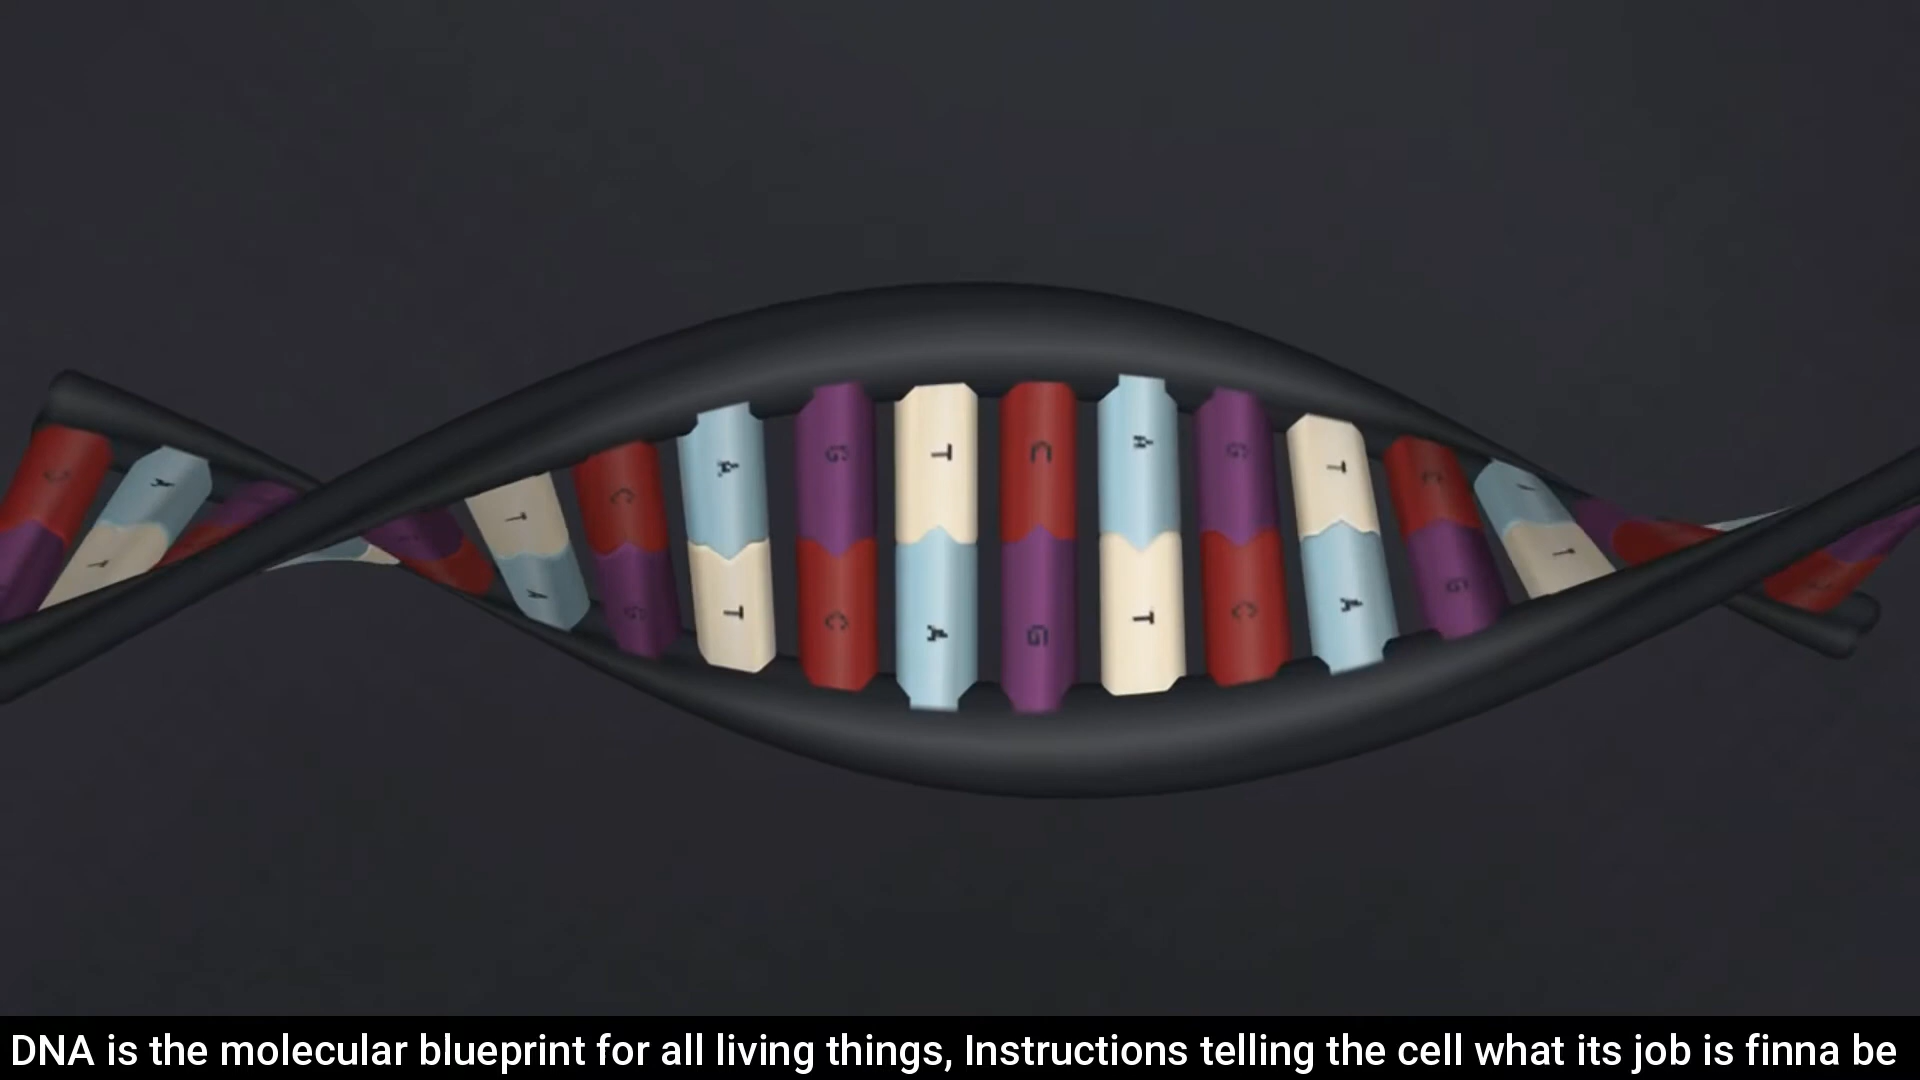 C A T C A G T C A G T C
T T A G T C A G T C A G T
DNA is the molecular blueprint for all living things, Instructions telling the cell what its job is finna be